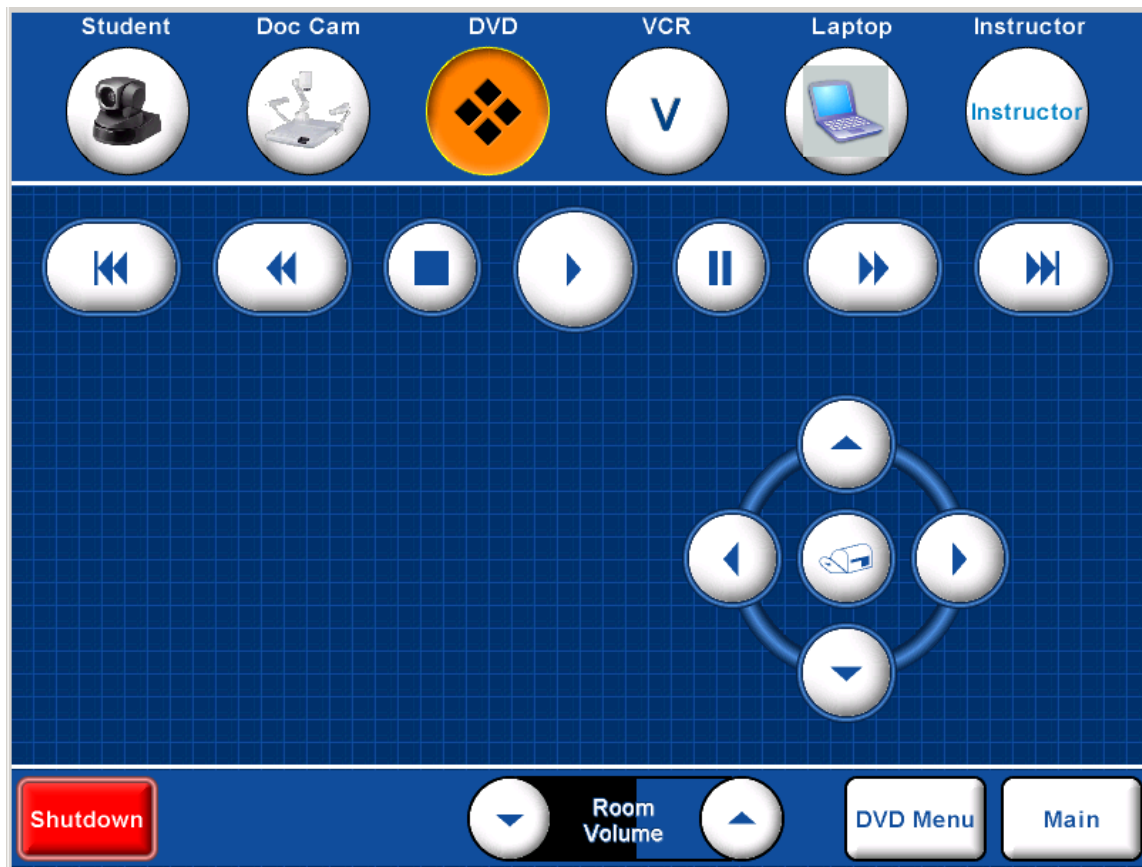 Student
Doc Cam
DVD
VCR
Laptop
Instructor
V
Instructor
Shutdown
Room
Volume
DVD Menu
Main